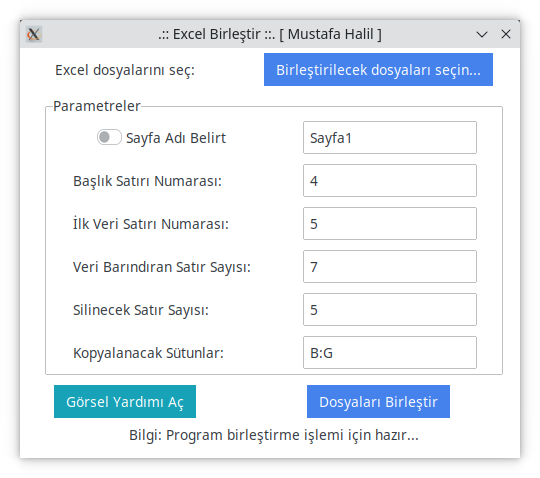 .:: Excel Birleştir ::. [ Mustafa Halil ]
Excel dosyalarını seç: Birleştirilecek dosyaları seçin...
Parametreler
Sayfa Adı Belirt Sayfa1
Başlık Satırı Numarası: 4
İlk Veri Satırı Numarası: 5
Veri Barındıran Satır Sayısı: 7
Silinecek Satır Sayısı: 5
Kopyalanacak Sütunlar: B:G
Görsel Yardımı Aç Dosyaları Birleştir
Bilgi: Program birleştirme işlemi için hazır...